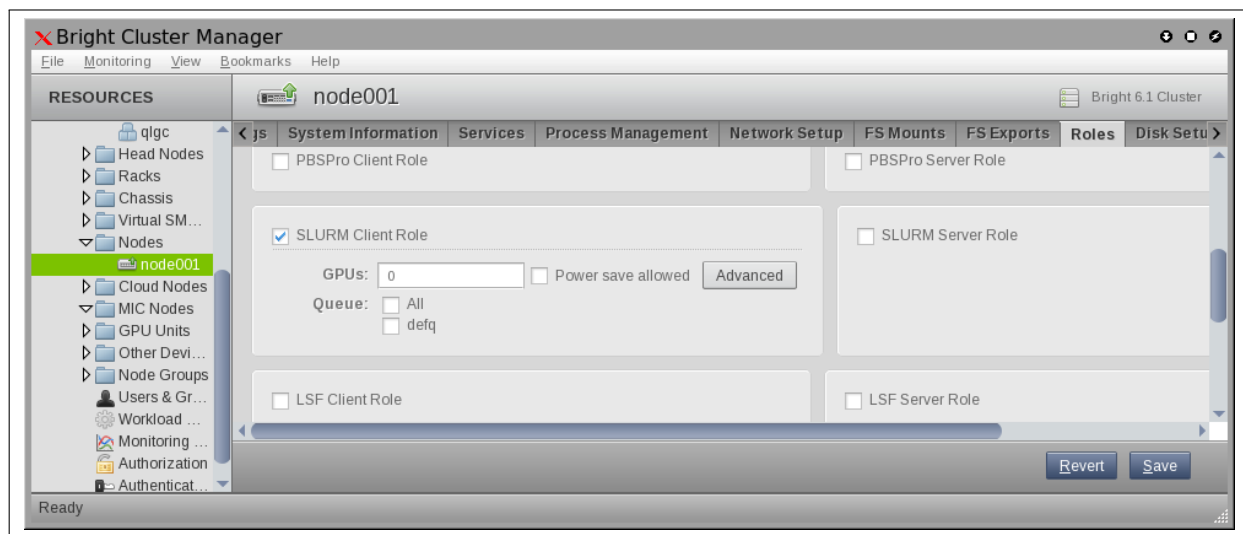 Bright Cluster Manager
File Monitoring View Bookmarks Help
RESOURCES
node001
Bright 6.1 Cluster
qlgc
Head Nodes
Racks
Chassis
Virtual SM...
Nodes
node001
Cloud Nodes
MIC Nodes
GPU Units
Other Devi...
Node Groups
Users & Gr...
Workload ...
Monitoring ...
Authorization
Authenticat...
gs System Information Services Process Management Network Setup FS Mounts FS Exports Roles Disk Setu
PBSPro Client Role
PBSPro Server Role
SLURM Client Role
SLURM Server Role
GPUs: 0 Power save allowed Advanced
Queue: All
defq
LSF Client Role
LSF Server Role
Revert Save
Ready